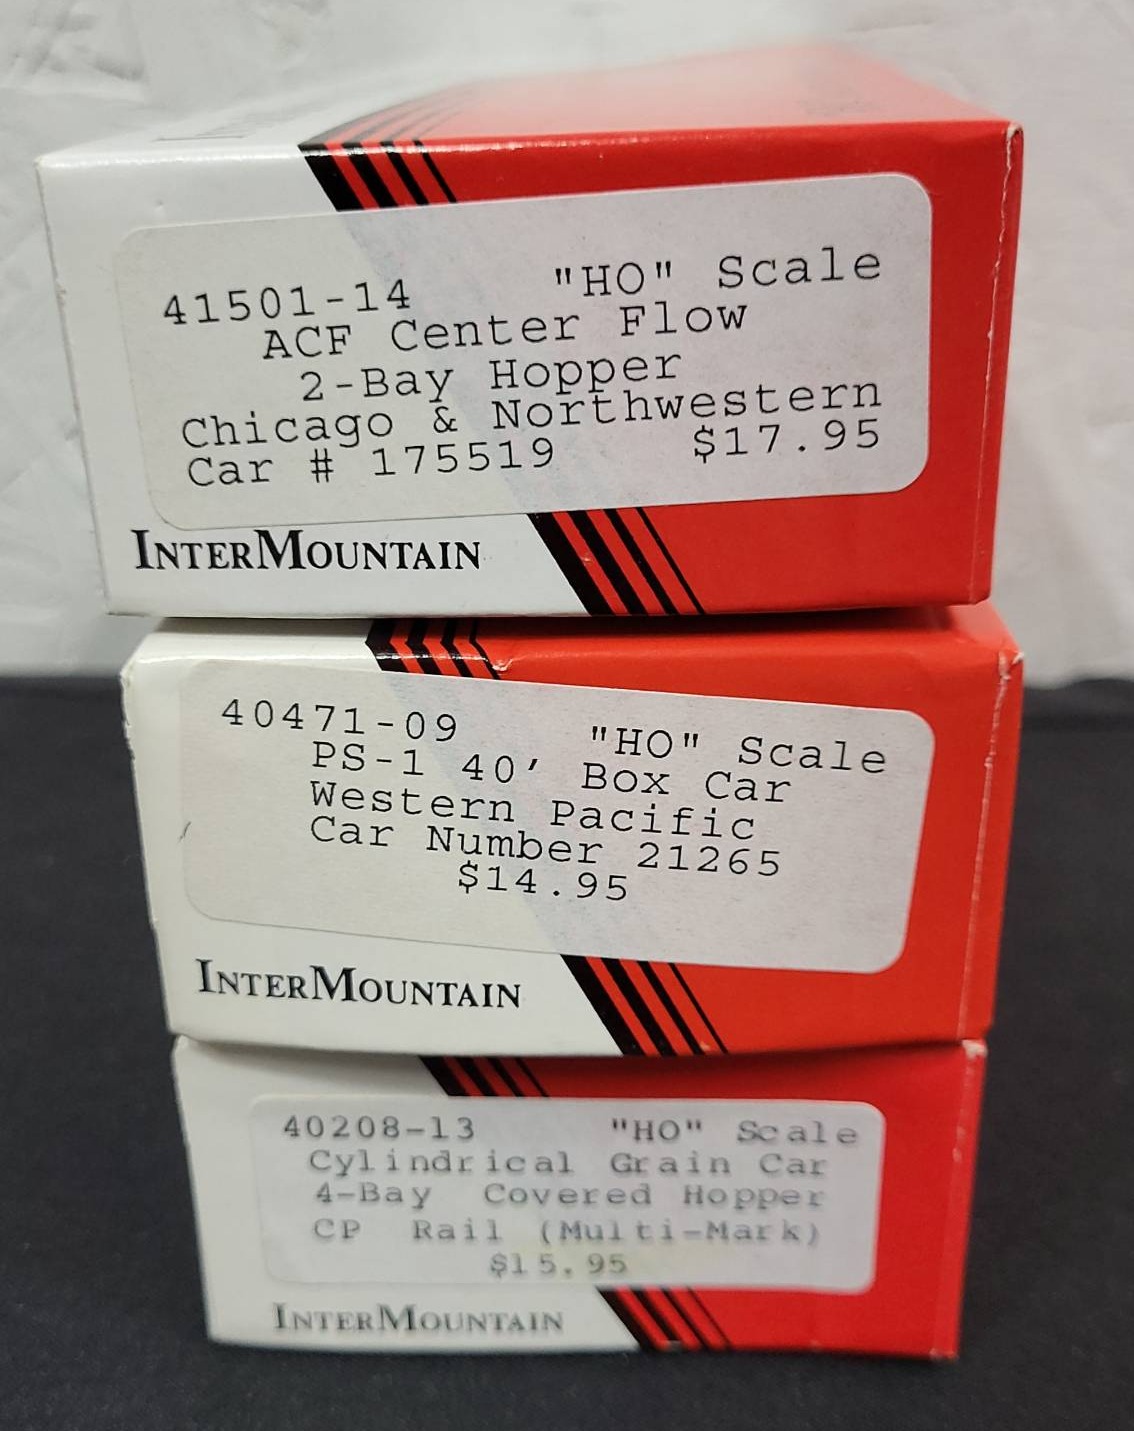 41501-14 "HO" Scale
ACF Center Flow
2-Bay Hopper
Chicago & Northwestern
Car # 175519 $17.95
INTERMOUNTAIN
40471-09 "HO" Scale
PS-1 40' Box Car
Western Pacific
Car Number 21265
$14.95
INTERMOUNTAIN
40208-13 "HO" Scale
Cylindrical Grain Car
4-Bay Covered Hopper
CP Rail (Multi-Mark)
$15.95
INTERMOUNTAIN